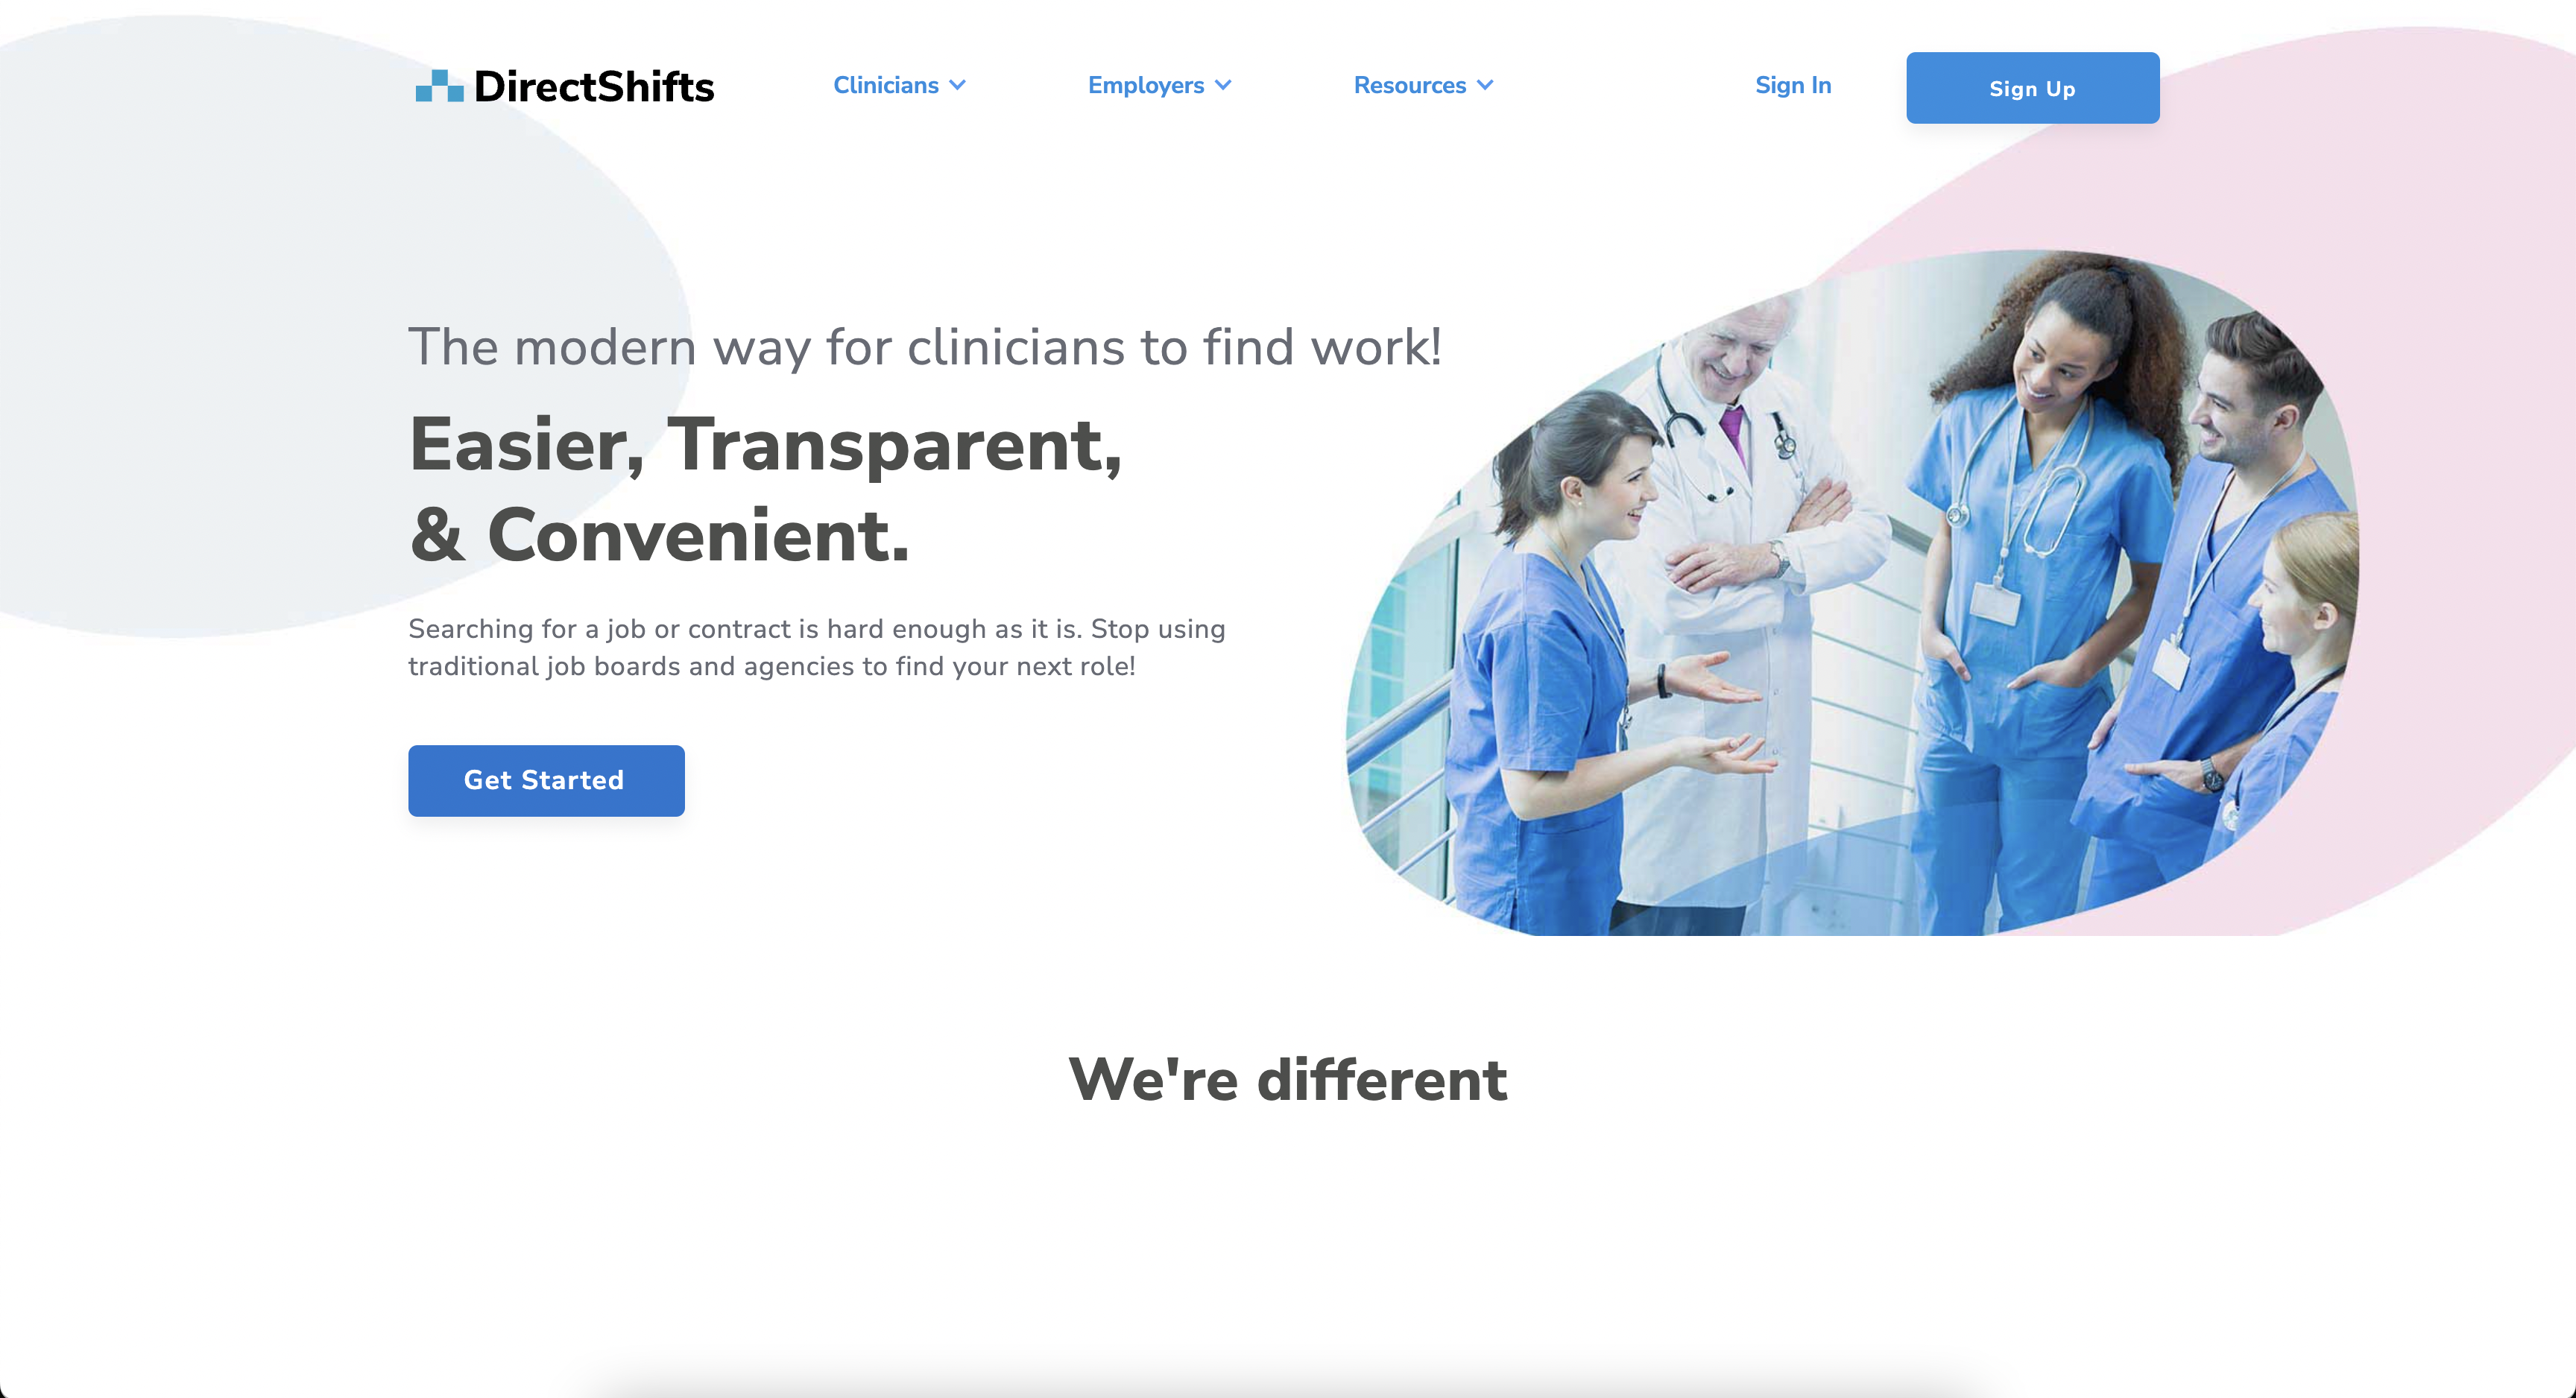 DirectShifts
Clinicians
Employers
Resources
Sign In
Sign Up
The modern way for clinicians to find work!
Easier, Transparent,
& Convenient.
Searching for a job or contract is hard enough as it is. Stop using
traditional job boards and agencies to find your next role!
Get Started
We're different